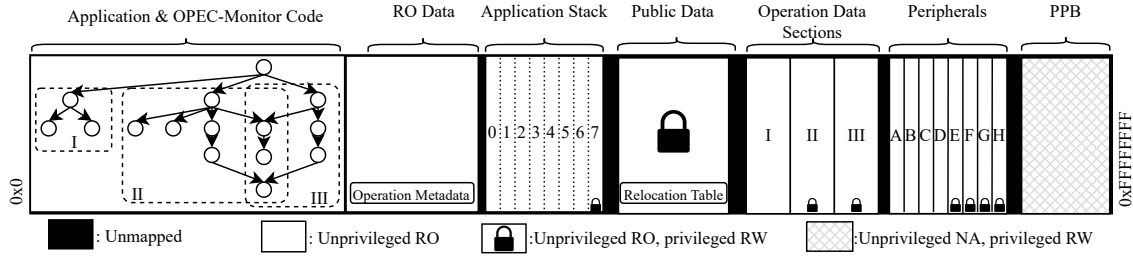 Application & OPEC-Monitor Code
RO Data
Application Stack
Public Data
Operation Data
Sections
Peripherals
PPB
0x0
I
II
III
Operation Metadata
0 1 2 3 4 5 6 7
Relocation Table
I II III
A B C D E F G H
0xFFFFFFFF
: Unmapped
: Unprivileged RO
:Unprivileged RO, privileged RW
:Unprivileged NA, privileged RW